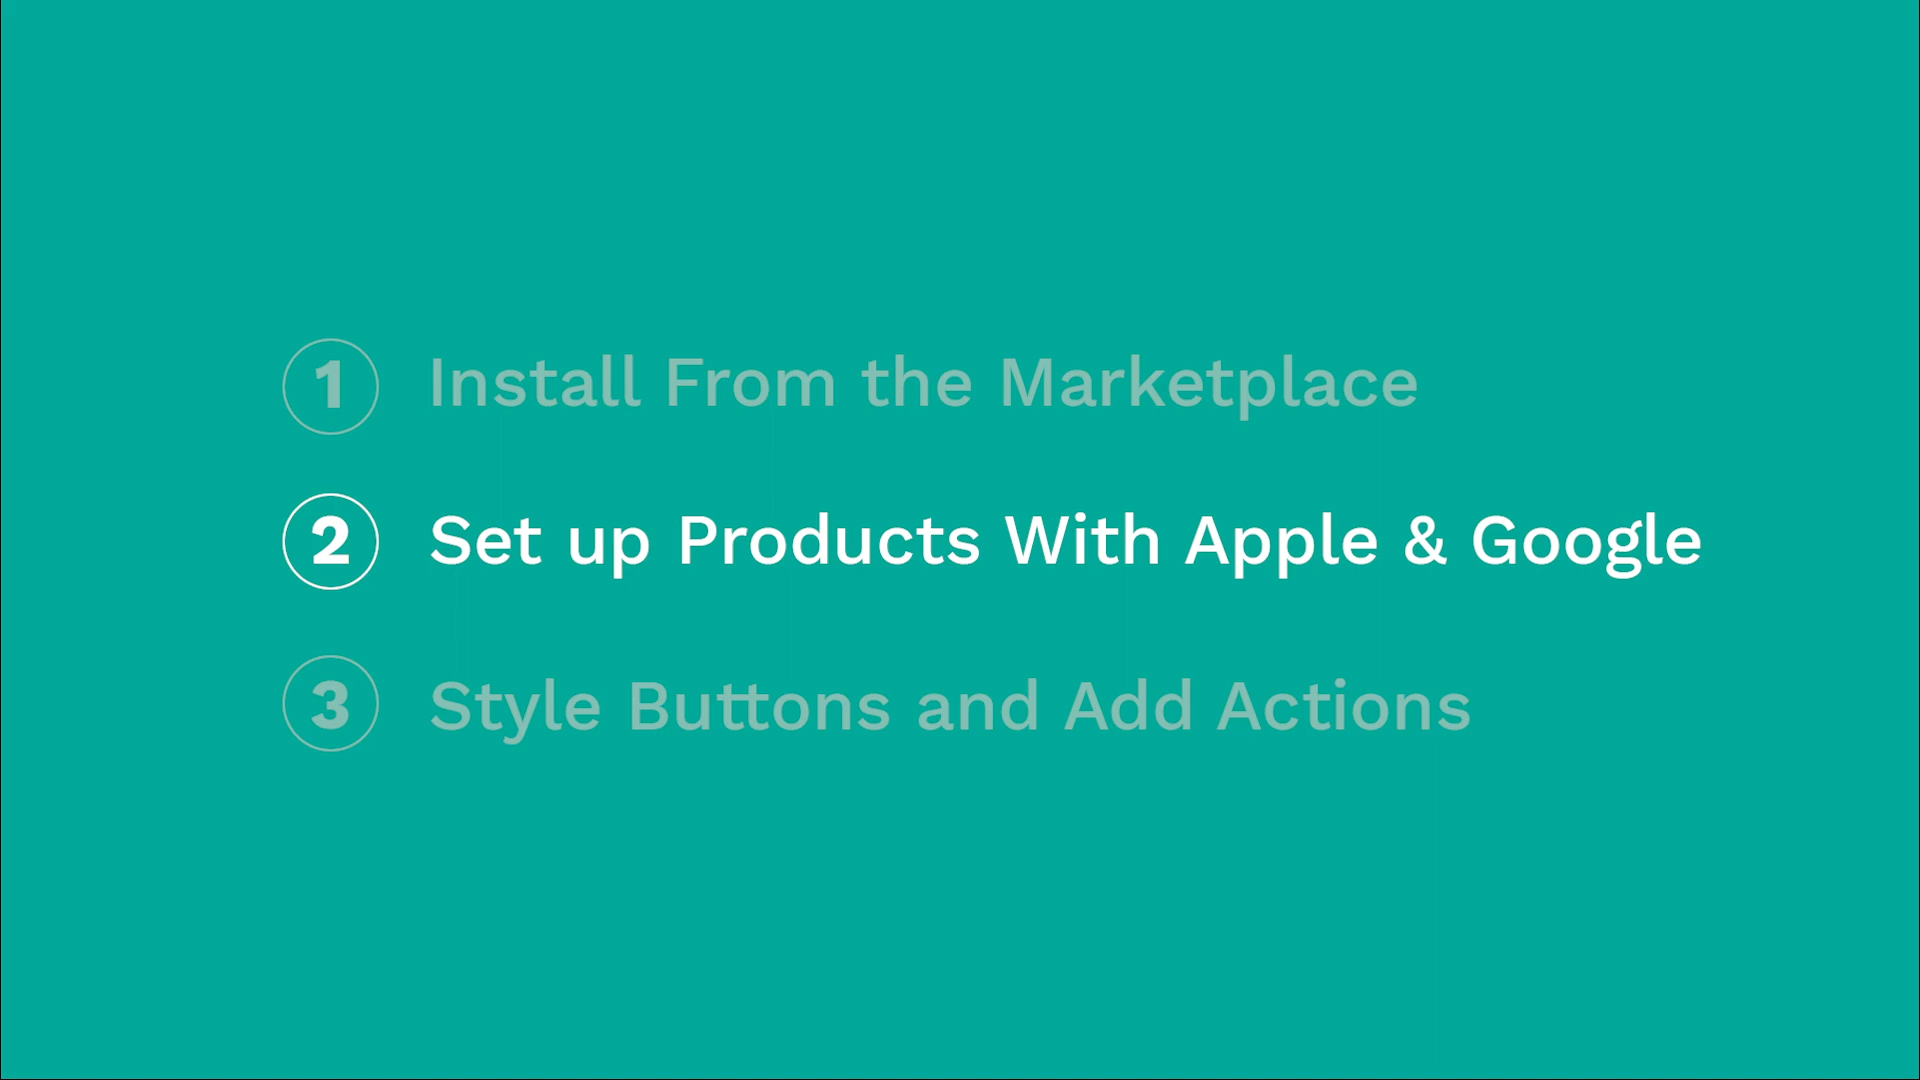 1 Install From the Marketplace
2 Set up Products With Apple & Google
3 Style Buttons and Add Actions